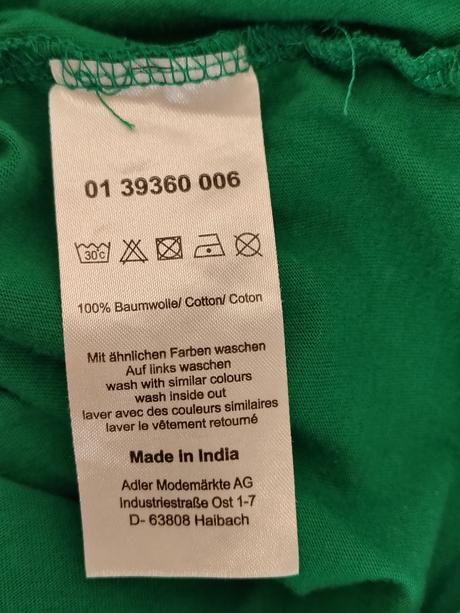 01 39360 006
30°C
100% Baumwolle/ Cotton/ Coton
Mit ähnlichen Farben waschen
Auf links waschen
wash with similar colours
wash inside out
laver avec des couleurs similaires
laver le vêtement retourné
Made in India
Adler Modemärkte AG
Industriestraße Ost 1-7
D- 63808 Haibach